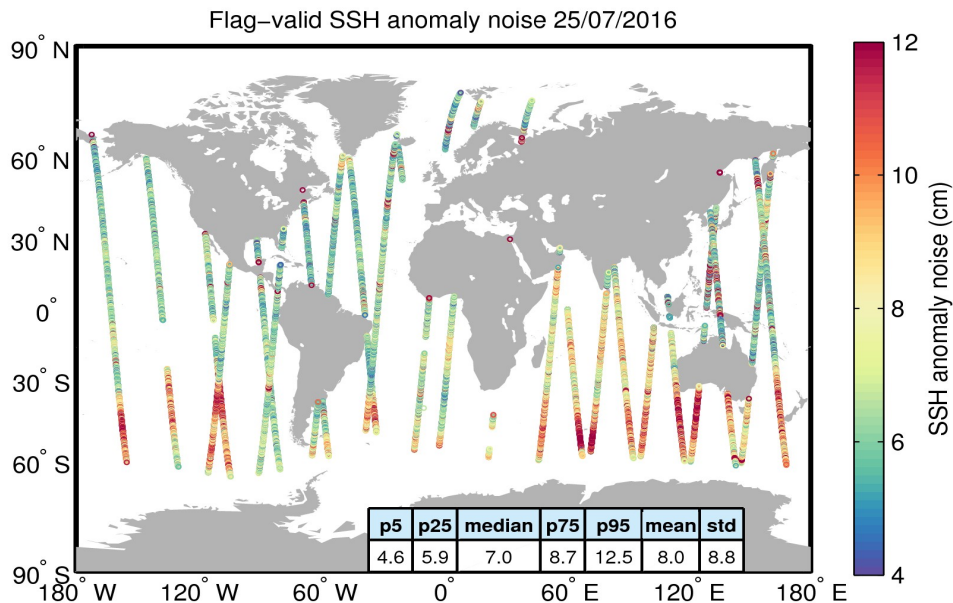 Flag−valid SSH anomaly noise 25/07/2016
90° N
60° N
30° N
0°
30° S
60° S
90° S
180° W
120° W
60° W
0°
60° E
120° E
180° E
p5 p25 median p75 p95 mean std
4.6 5.9 7.0 8.7 12.5 8.0 8.8
12
10
8
6
4
SSH anomaly noise (cm)